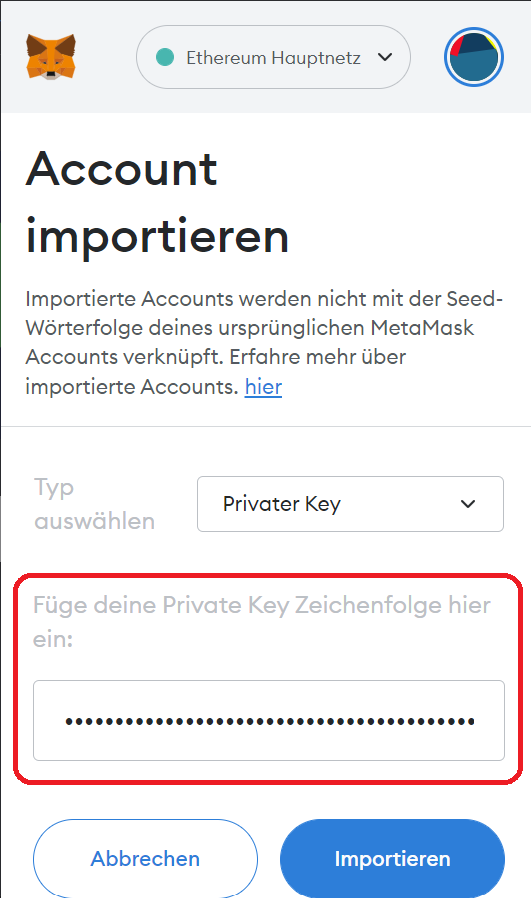 Ethereum Hauptnetz
Account
importieren
Importierte Accounts werden nicht mit der Seed-
Wörterfolge deines ursprünglichen MetaMask
Accounts verknüpft. Erfahre mehr über
importierte Accounts. hier
Typ
auswählen
Privater Key
Füge deine Private Key Zeichenfolge hier
ein:
Abbrechen
Importieren